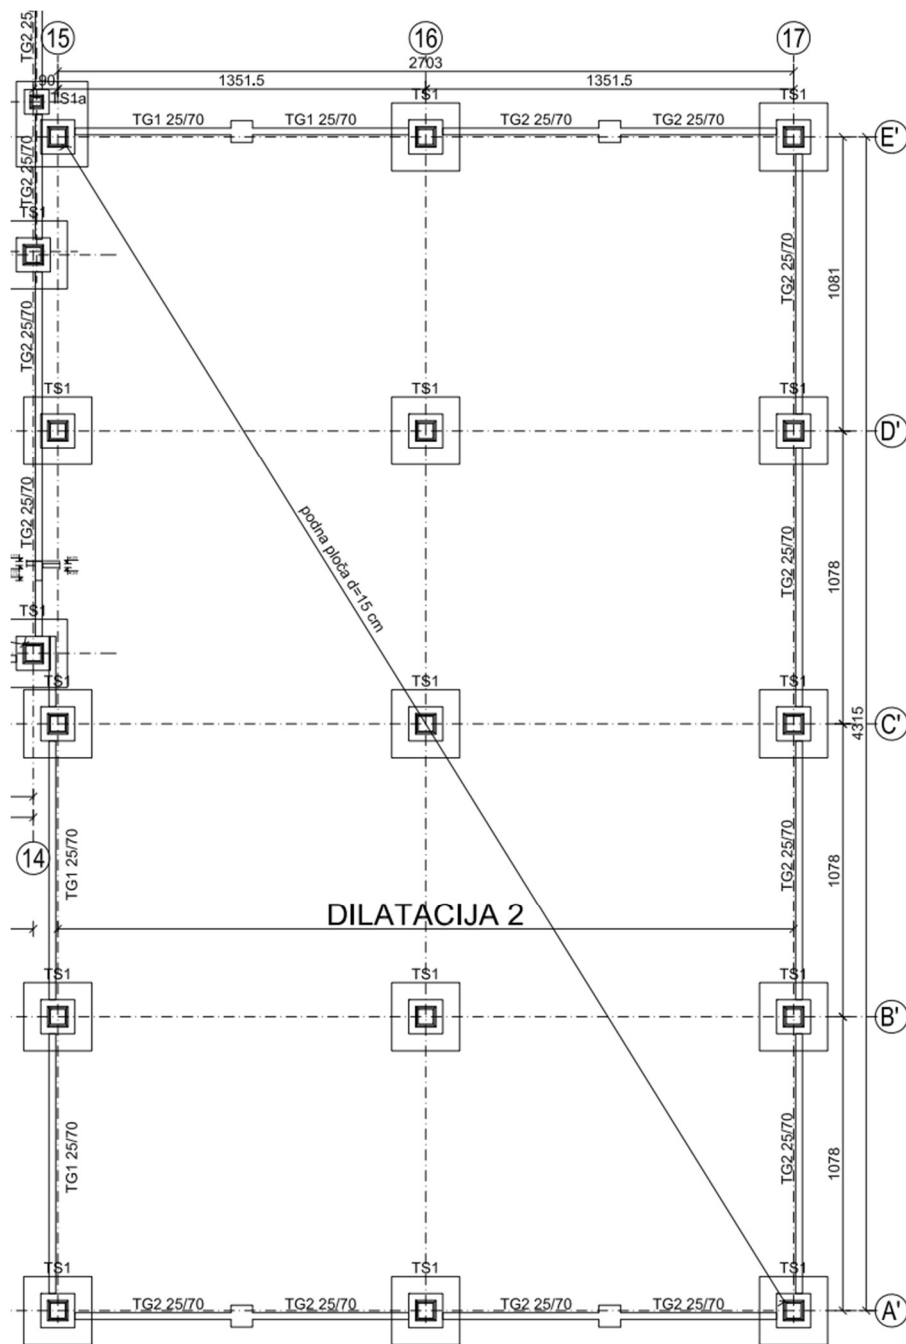 TG2 25
15
16
17
2703
90
1351.5
1351.5
TS1a
TS1
TS1
TG1 25/70
TG1 25/70
TG2 25/70
TG2 25/70
E'
TG2 25/70
TS1
TG2 25/70
1081
TG2 25/70
TS1
TS1
TS1
D'
TG2 25/70
podna ploča d=15 cm
TG2 25/70
1078
TS1
TS1
TS1
TS1
C'
4315
14
TG1 25/70
TG2 25/70
1078
DILATACIJA 2
TS1
TS1
TS1
B'
TG1 25/70
TG2 25/70
1078
TS1
TS1
TS1
TG2 25/70
TG2 25/70
TG2 25/70
TG2 25/70
A'